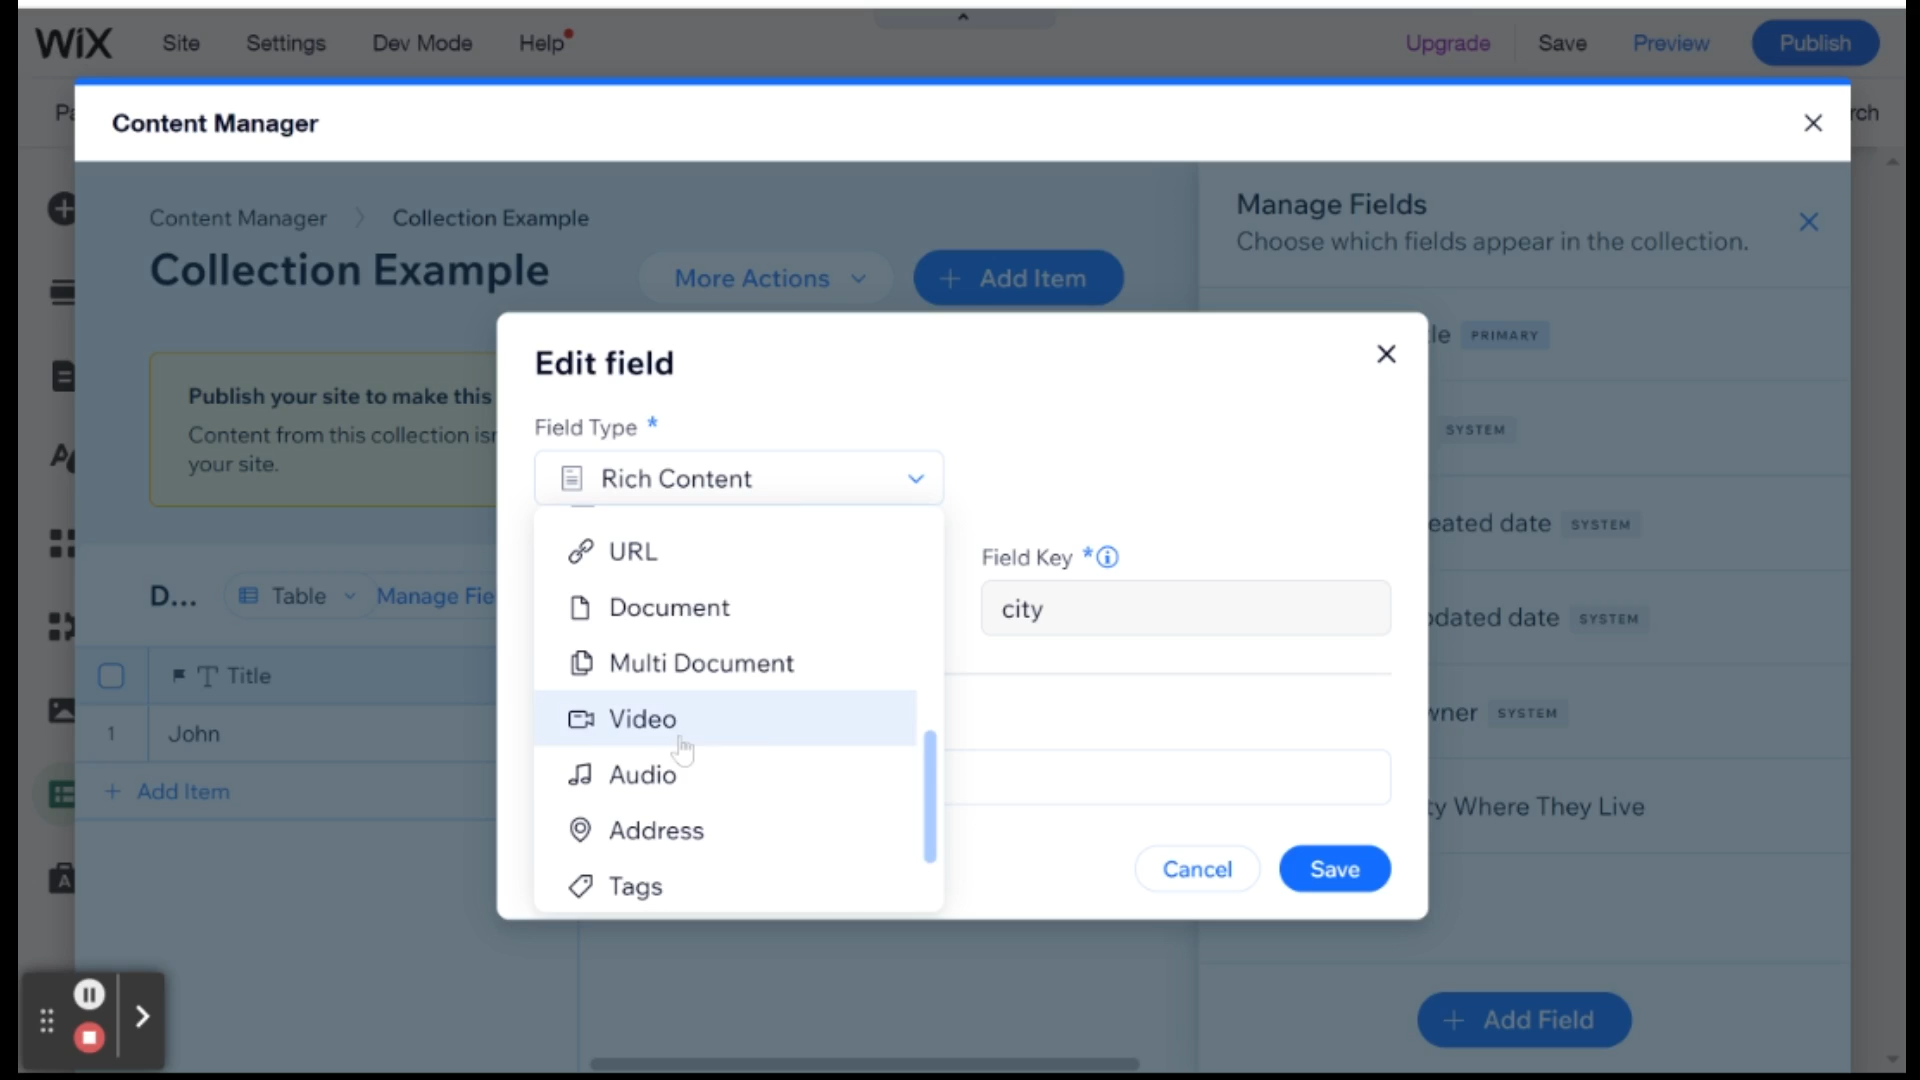 WiX Site Settings Dev Mode Help Upgrade Save Preview Publish
Content Manager
Content Manager Collection Example
Collection Example
More Actions
+ Add Item
Manage Fields
Choose which fields appear in the collection.
PRIMARY
SYSTEM
eated date SYSTEM
dated date SYSTEM
wner SYSTEM
ty Where They Live
+ Add Field
Publish your site to make this
Content from this collection isn
your site.
D... Table Manage Fie
Title
1 John
+ Add Item
Edit field
Field Type *
Rich Content
URL
Document
Multi Document
Video
Audio
Address
Tags
Field Key *
city
Cancel Save